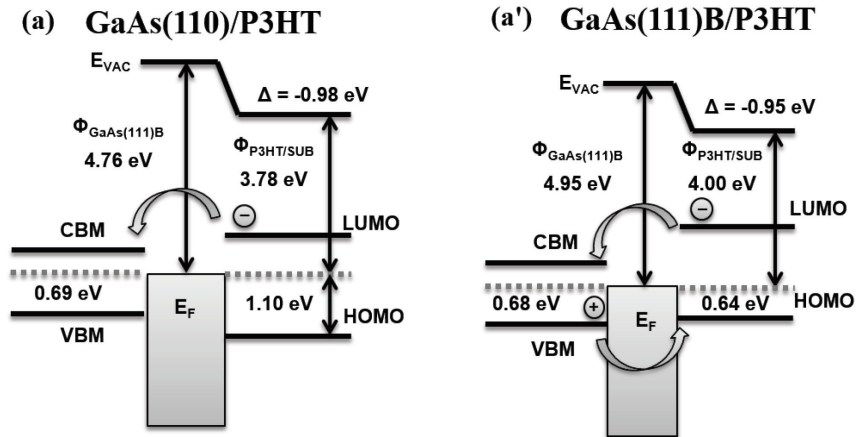 (a) GaAs(110)/P3HT
E_VAC
Δ = -0.98 eV
Φ_GaAs(111)B
4.76 eV
Φ_P3HT/SUB
3.78 eV
−
CBM
LUMO
0.69 eV
E_F
1.10 eV
HOMO
VBM
(a') GaAs(111)B/P3HT
E_VAC
Δ = -0.95 eV
Φ_GaAs(111)B
4.95 eV
Φ_P3HT/SUB
4.00 eV
−
LUMO
CBM
0.68 eV
+
E_F
0.64 eV
HOMO
VBM